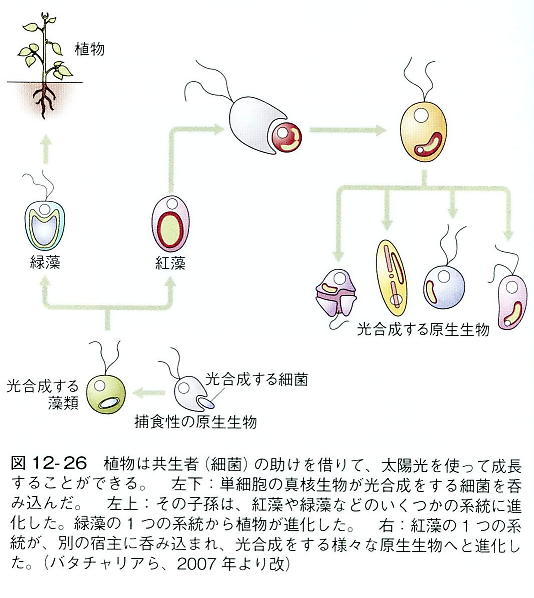 植物
緑藻
紅藻
光合成する原生生物
光合成する
藻類
光合成する細菌
捕食性の原生生物
図 12-26 植物は共生者（細菌）の助けを借りて、太陽光を使って成長
することができる。 左下：単細胞の真核生物が光合成をする細菌を呑
み込んだ。 左上：その子孫は、紅藻や緑藻などのいくつかの系統に進
化した。緑藻の1つの系統から植物が進化した。 右：紅藻の1つの系
統が、別の宿主に呑み込まれ、光合成をする様々な原生生物へと進化し
た。（バタチャリアら、2007 年より改）